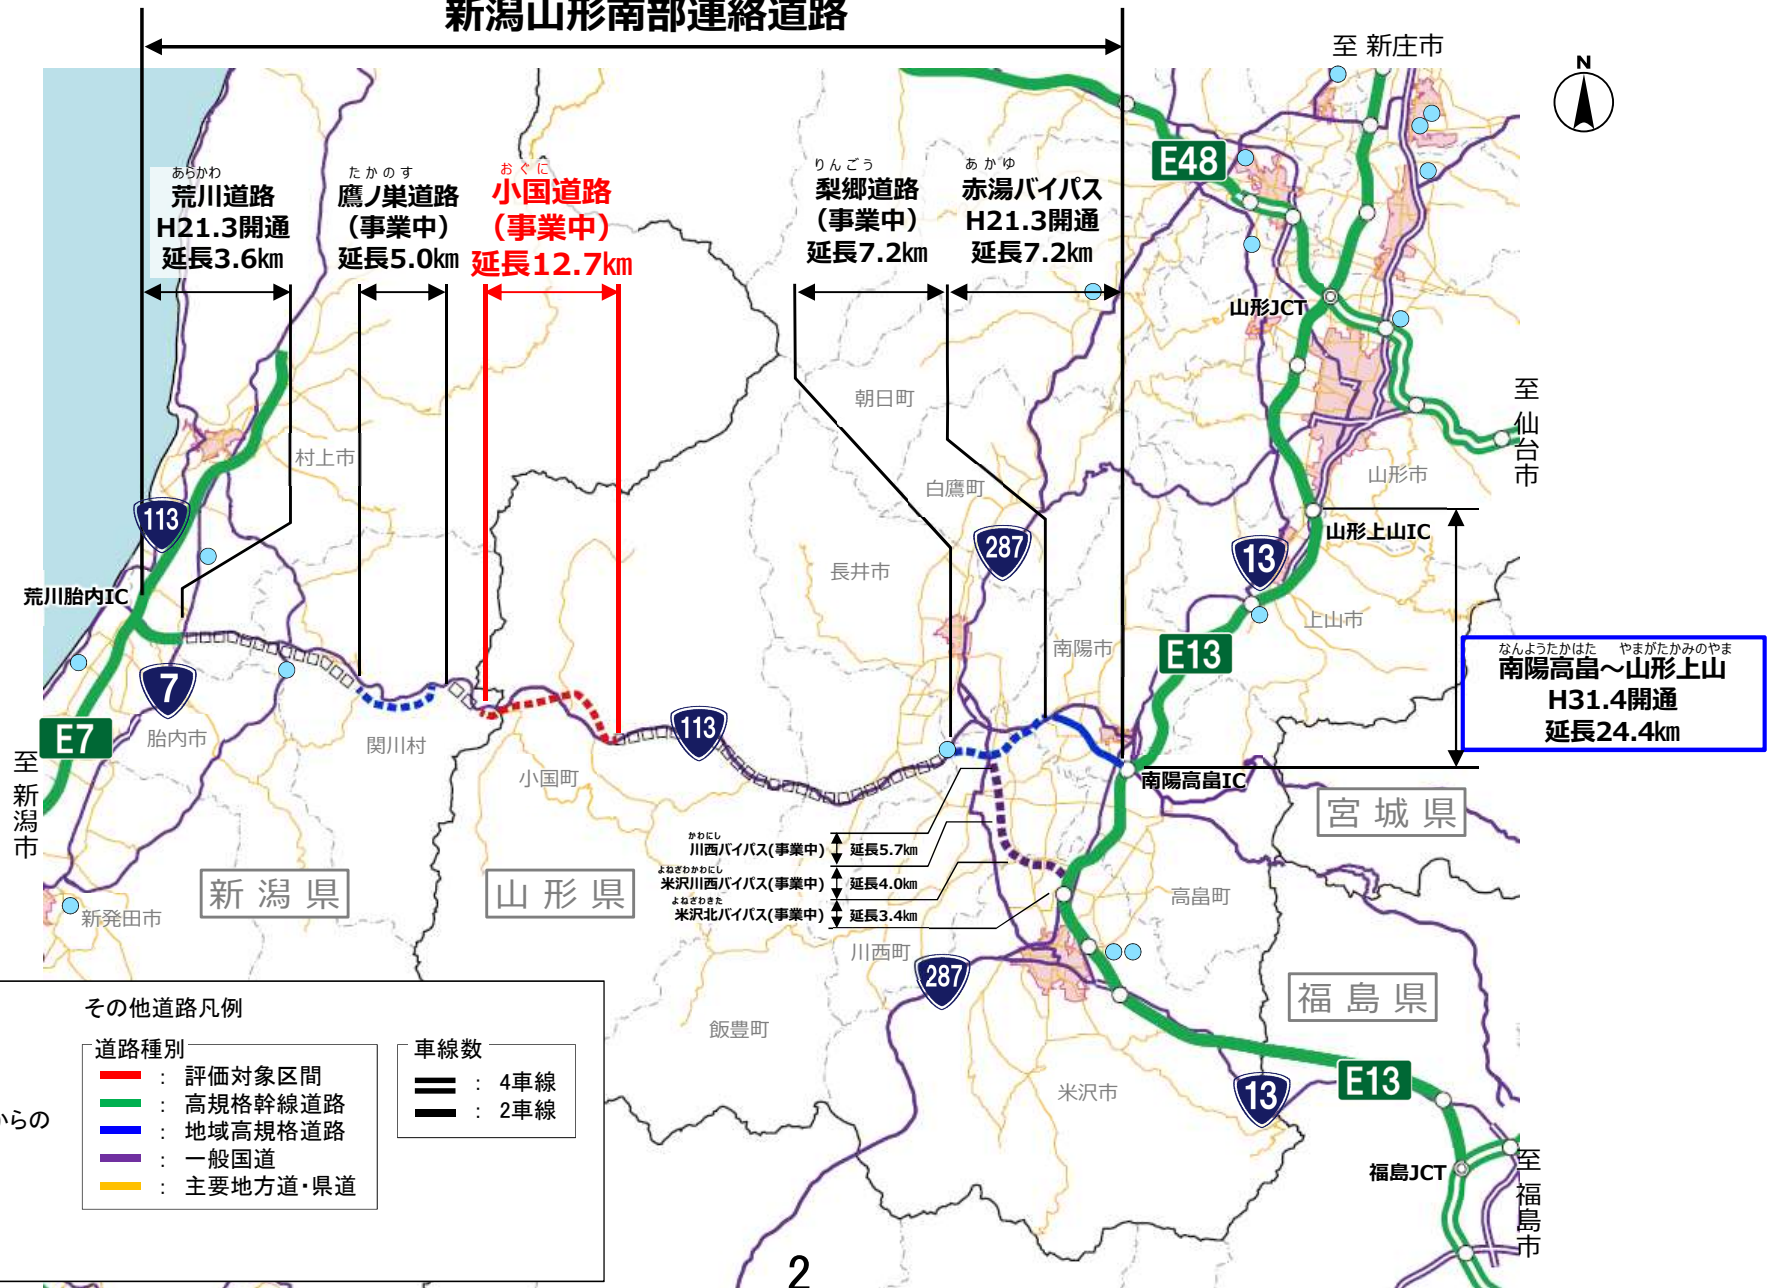 新潟山形南部連絡道路
至 新庄市
N
あらかわ
荒川道路
H21.3開通
延長3.6㎞
たかのす
鷹ノ巣道路
（事業中）
延長5.0㎞
おぐに
小国道路
（事業中）
延長12.7㎞
りんごう
梨郷道路
（事業中）
延長7.2㎞
あかゆ
赤湯バイパス
H21.3開通
延長7.2㎞
E48
山形JCT
至 仙台市
朝日町
村上市
白鷹町
山形市
113
287
13
山形上山IC
長井市
荒川胎内IC
上山市
南陽市
E13
なんようたかはた やまがたかみのやま
南陽高畠～山形上山
H31.4開通
延長24.4㎞
7
E7
胎内市
関川村
113
小国町
南陽高畠IC
至 新潟市
宮城県
かわにし
川西バイパス(事業中) 延長5.7㎞
よねざわかわにし
米沢川西バイパス(事業中) 延長4.0㎞
よねざわきた
米沢北バイパス(事業中) 延長3.4㎞
新潟県
山形県
高畠町
新発田市
川西町
287
福島県
飯豊町
米沢市
13
E13
福島JCT
至 福島市
その他道路凡例
道路種別
： 評価対象区間
： 高規格幹線道路
： 地域高規格道路
： 一般国道
： 主要地方道・県道
車線数
： 4車線
： 2車線
からの
2